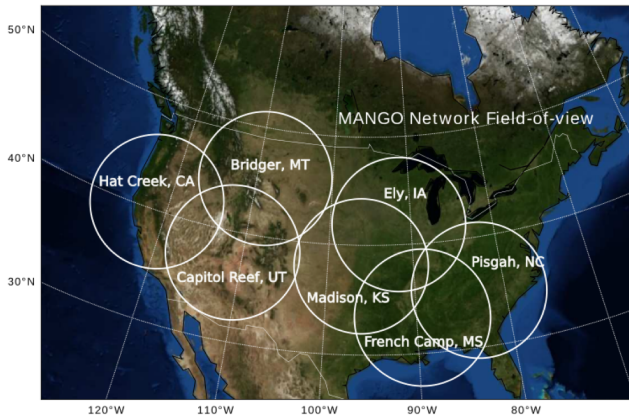 50°N
MANGO Network Field-of-view
40°N
Bridger, MT
Hat Creek, CA
Ely, IA
Pisgah, NC
Capitol Reef, UT
30°N
Madison, KS
French Camp, MS
120°W 110°W 100°W 90°W 80°W